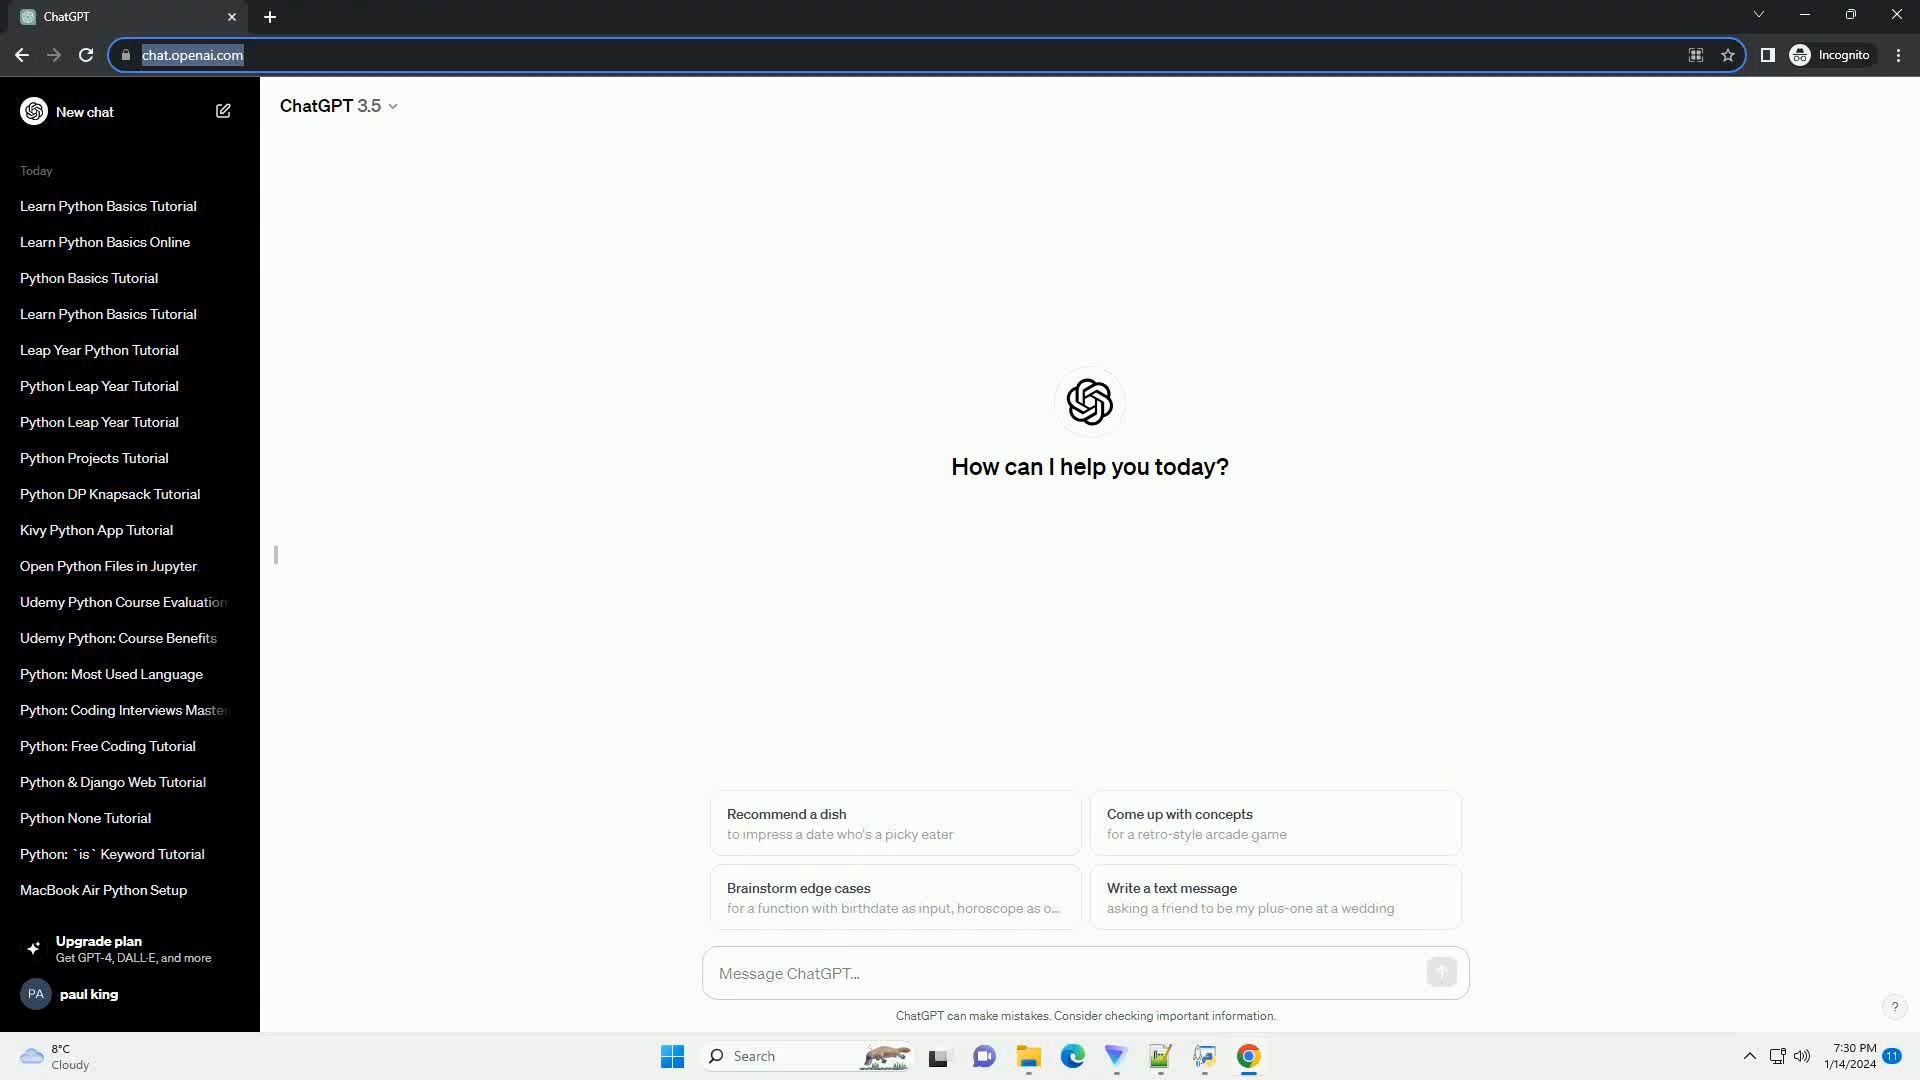 ChatGPT
chat.openai.com
Incognito
New chat
ChatGPT 3.5
Today
Learn Python Basics Tutorial
Learn Python Basics Online
Python Basics Tutorial
Learn Python Basics Tutorial
Leap Year Python Tutorial
Python Leap Year Tutorial
Python Leap Year Tutorial
Python Projects Tutorial
Python DP Knapsack Tutorial
Kivy Python App Tutorial
Open Python Files in Jupyter
Udemy Python Course Evaluation
Udemy Python: Course Benefits
Python: Most Used Language
Python: Coding Interviews Master
Python: Free Coding Tutorial
Python & Django Web Tutorial
Python None Tutorial
Python: `is` Keyword Tutorial
MacBook Air Python Setup
Upgrade plan
Get GPT-4, DALL·E, and more
PA paul king
How can I help you today?
Recommend a dish
to impress a date who's a picky eater
Come up with concepts
for a retro-style arcade game
Brainstorm edge cases
for a function with birthdate as input, horoscope as o...
Write a text message
asking a friend to be my plus-one at a wedding
Message ChatGPT...
ChatGPT can make mistakes. Consider checking important information.
?
8°C
Cloudy
Search
7:30 PM
1/14/2024
11